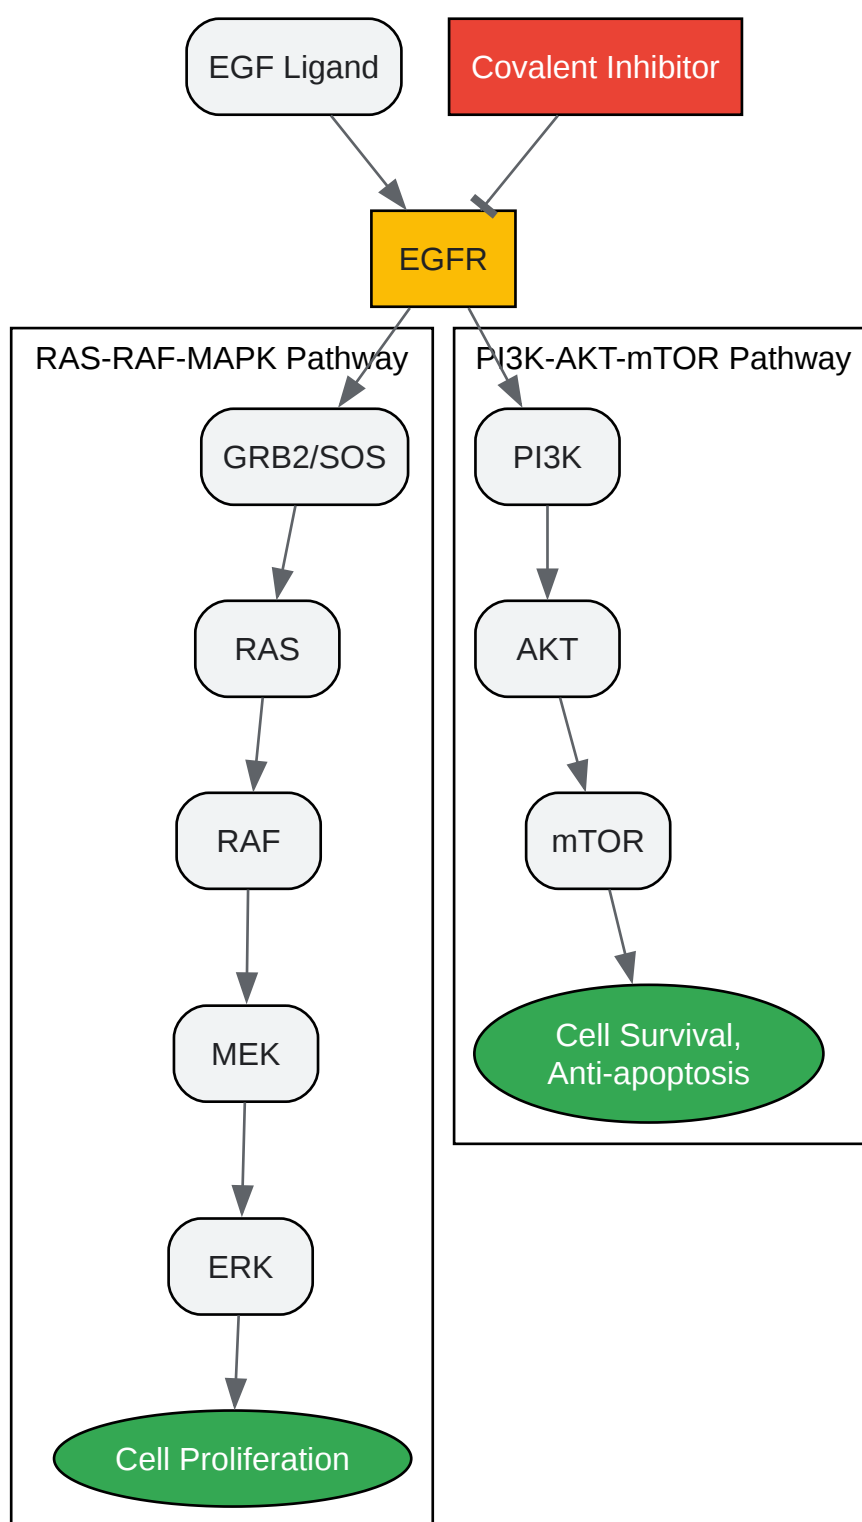 EGF Ligand
Covalent Inhibitor
EGFR
RAS-RAF-MAPK Pathway
PI3K-AKT-mTOR Pathway
GRB2/SOS
PI3K
RAS
AKT
RAF
mTOR
MEK
Cell Survival,
Anti-apoptosis
ERK
Cell Proliferation